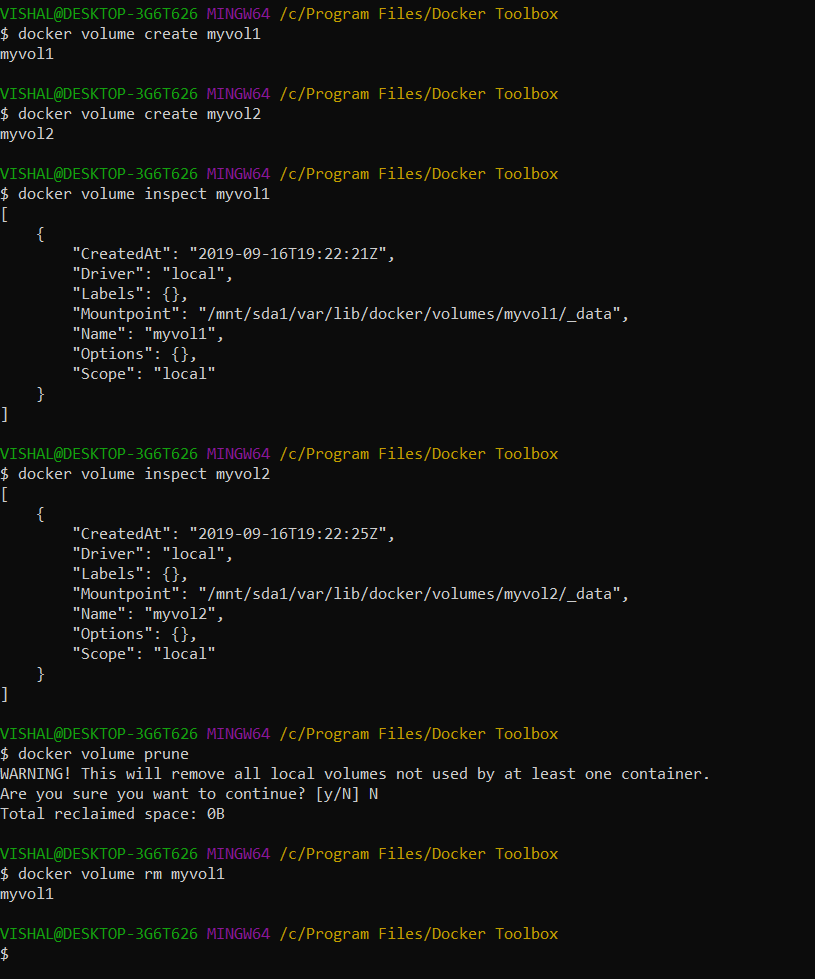 VISHAL@DESKTOP-3G6T626 MINGW64 /c/Program Files/Docker Toolbox
$ docker volume create myvol1
myvol1

VISHAL@DESKTOP-3G6T626 MINGW64 /c/Program Files/Docker Toolbox
$ docker volume create myvol2
myvol2

VISHAL@DESKTOP-3G6T626 MINGW64 /c/Program Files/Docker Toolbox
$ docker volume inspect myvol1
[
    {
        "CreatedAt": "2019-09-16T19:22:21Z",
        "Driver": "local",
        "Labels": {},
        "Mountpoint": "/mnt/sda1/var/lib/docker/volumes/myvol1/_data",
        "Name": "myvol1",
        "Options": {},
        "Scope": "local"
    }
]

VISHAL@DESKTOP-3G6T626 MINGW64 /c/Program Files/Docker Toolbox
$ docker volume inspect myvol2
[
    {
        "CreatedAt": "2019-09-16T19:22:25Z",
        "Driver": "local",
        "Labels": {},
        "Mountpoint": "/mnt/sda1/var/lib/docker/volumes/myvol2/_data",
        "Name": "myvol2",
        "Options": {},
        "Scope": "local"
    }
]

VISHAL@DESKTOP-3G6T626 MINGW64 /c/Program Files/Docker Toolbox
$ docker volume prune
WARNING! This will remove all local volumes not used by at least one container.
Are you sure you want to continue? [y/N] N
Total reclaimed space: 0B

VISHAL@DESKTOP-3G6T626 MINGW64 /c/Program Files/Docker Toolbox
$ docker volume rm myvol1
myvol1

VISHAL@DESKTOP-3G6T626 MINGW64 /c/Program Files/Docker Toolbox
$